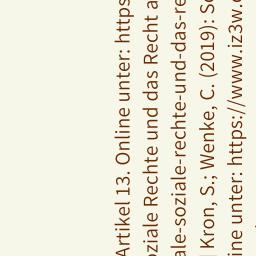 Artikel 13. Online unter: https
oziale Rechte und das Recht a
ale-soziale-rechte-und-das-re
Kron, S.; Wenke, C. (2019): So
ine unter: https://www.iz3w.